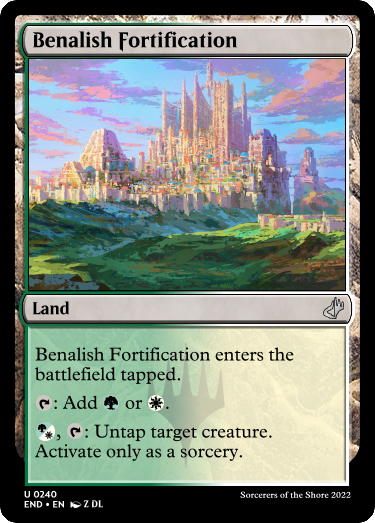 Benalish Fortification
Land
Benalish Fortification enters the
battlefield tapped.
: Add or .
, : Untap target creature.
Activate only as a sorcery.
U 0240
END • EN Z DL
Sorcerers of the Shore 2022